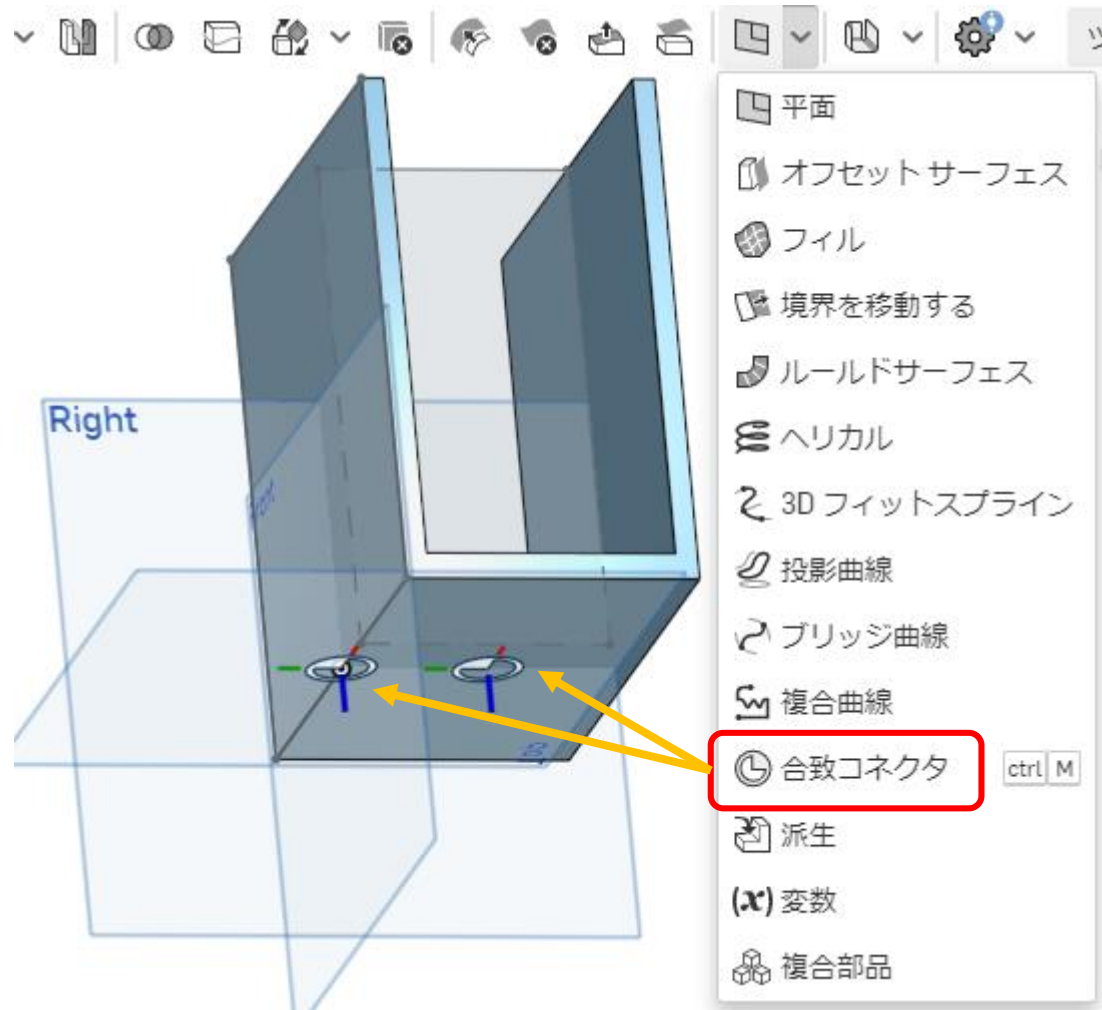 ツ
平面
オフセット サーフェス
フィル
境界を移動する
ルールドサーフェス
ヘリカル
3D フィットスプライン
投影曲線
ブリッジ曲線
複合曲線
合致コネクタ ctrl M
派生
(x) 変数
複合部品
Right
Front
Top